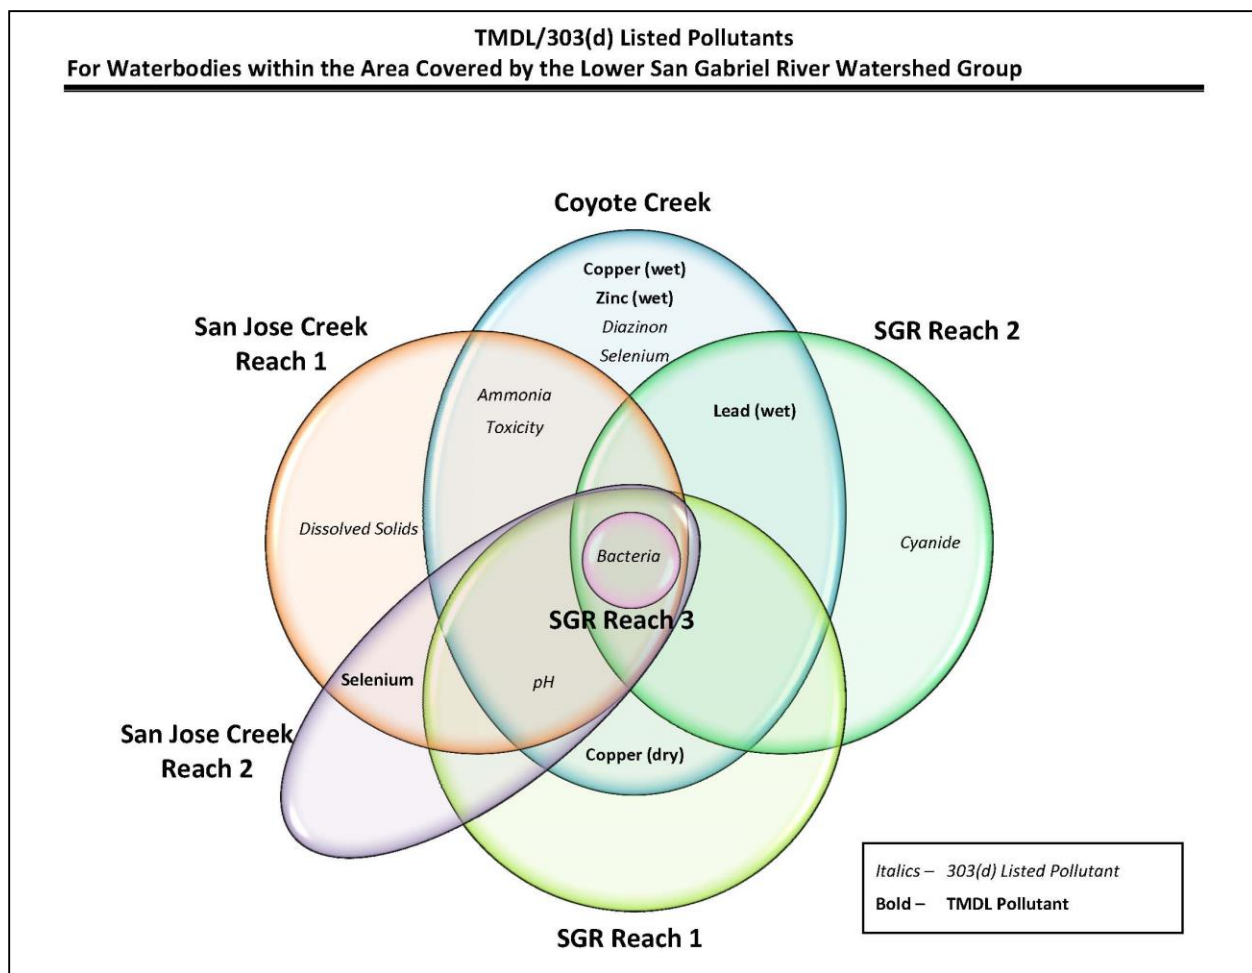 TMDL/303(d) Listed Pollutants
For Waterbodies within the Area Covered by the Lower San Gabriel River Watershed Group
Coyote Creek
Copper (wet)
Zinc (wet)
Diazinon
Selenium
San Jose Creek
Reach 1
SGR Reach 2
Ammonia
Toxicity
Lead (wet)
Dissolved Solids
Bacteria
Cyanide
SGR Reach 3
Selenium
pH
San Jose Creek
Reach 2
Copper (dry)
SGR Reach 1
Italics – 303(d) Listed Pollutant
Bold – TMDL Pollutant